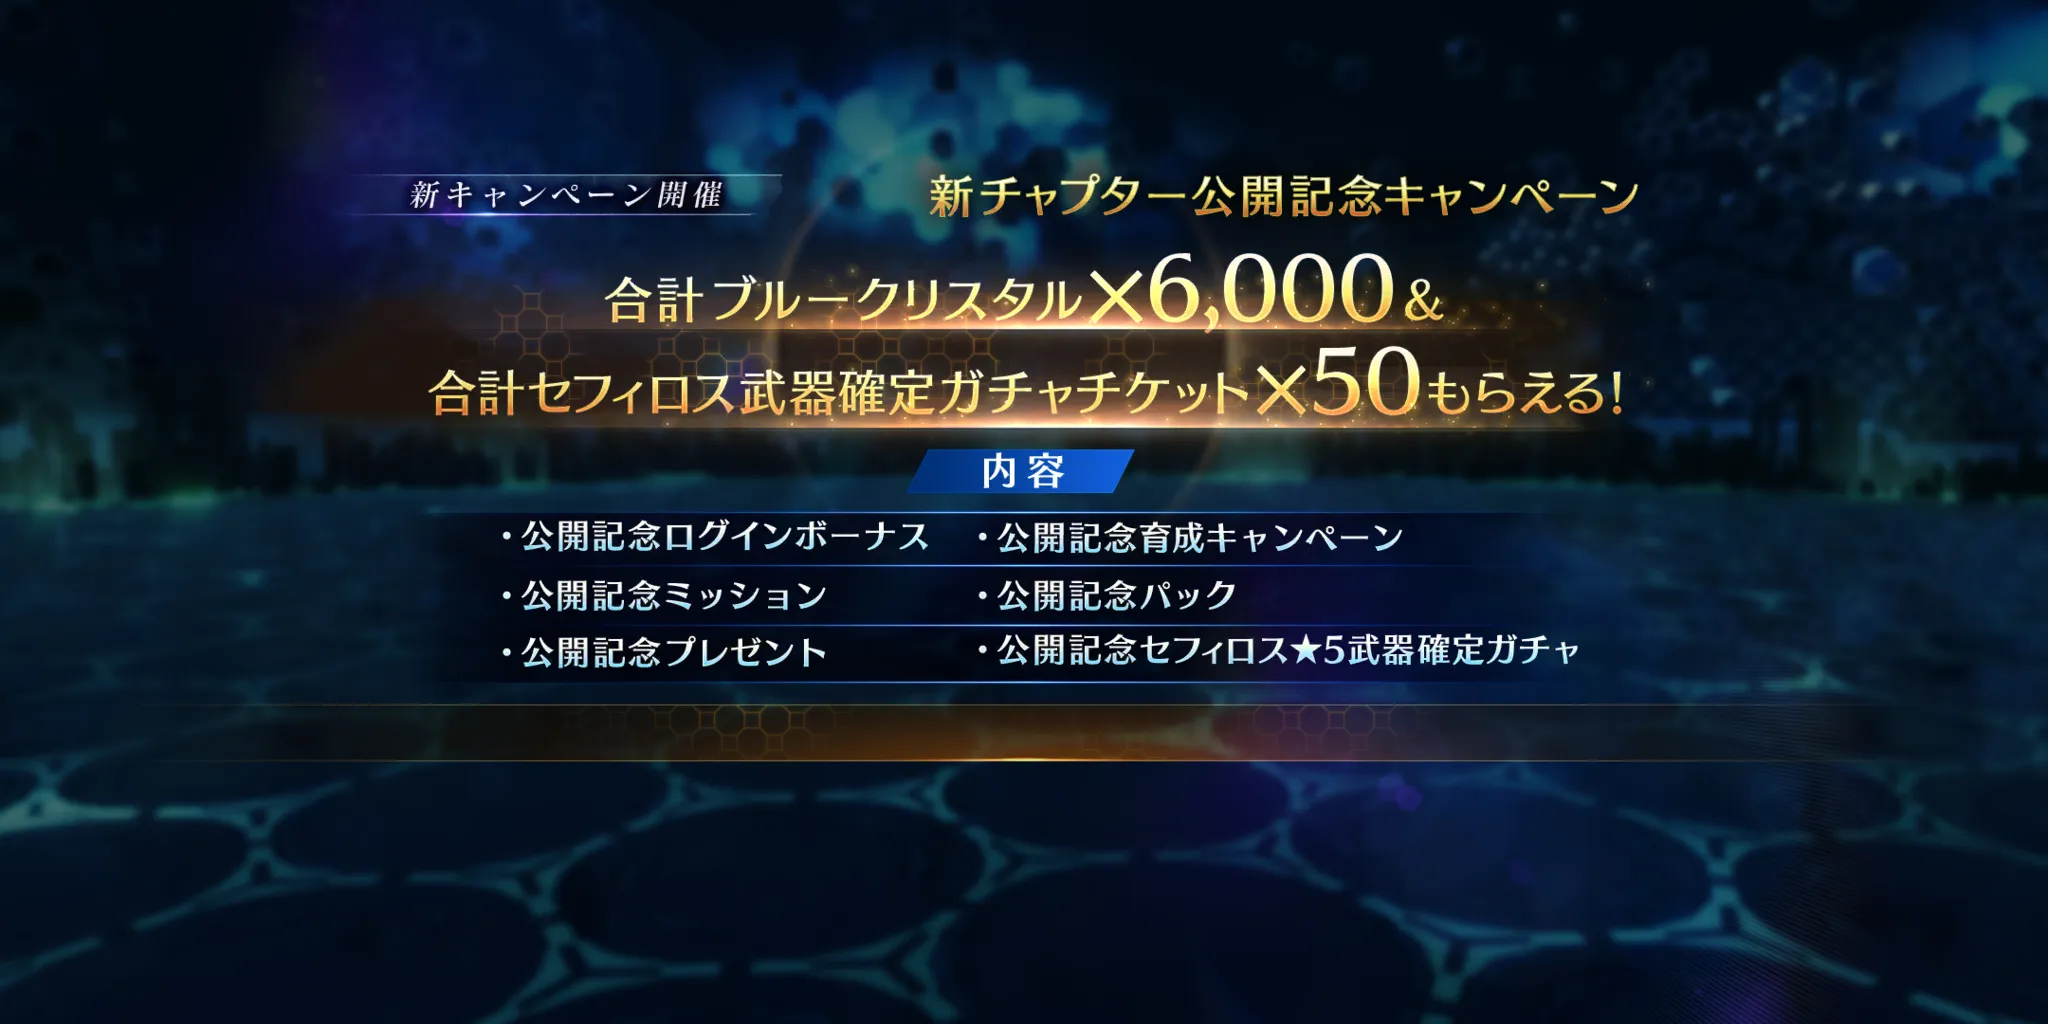 新キャンペーン開催
新チャプター公開記念キャンペーン
合計ブルークリスタル×6,000&
合計セフィロス武器確定ガチャチケット×50もらえる!
内容
・公開記念ログインボーナス
・公開記念育成キャンペーン
・公開記念ミッション
・公開記念パック
・公開記念プレゼント
・公開記念セフィロス★5武器確定ガチャ